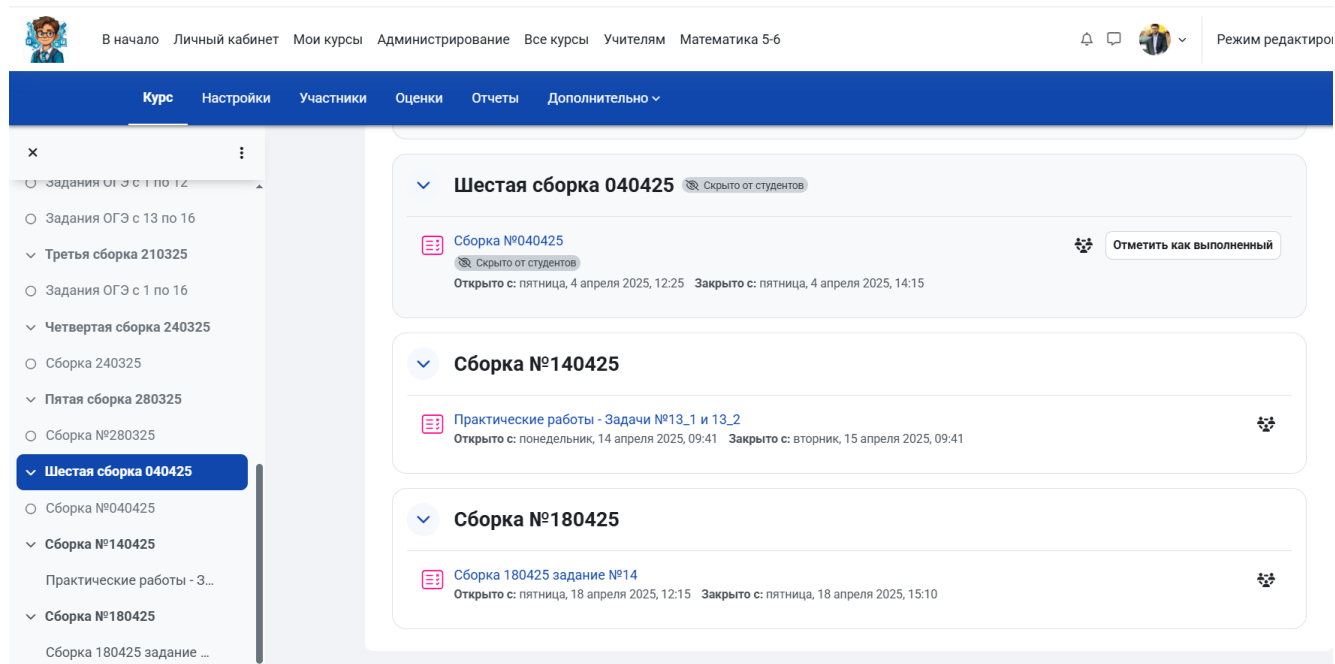 В начало Личный кабинет Мои курсы Администрирование Все курсы Учителям Математика 5-6 Режим редактиро
Курс Настройки Участники Оценки Отчеты Дополнительно
Задания ОГЭ с 1 по 12
Задания ОГЭ с 13 по 16
Третья сборка 210325
Задания ОГЭ с 1 по 16
Четвертая сборка 240325
Сборка 240325
Пятая сборка 280325
Сборка №280325
Шестая сборка 040425
Сборка №040425
Сборка №140425
Практические работы - З...
Сборка №180425
Сборка 180425 задание ...
Шестая сборка 040425 Скрыто от студентов
Сборка №040425
Отметить как выполненный
Скрыто от студентов
Открыто с: пятница, 4 апреля 2025, 12:25 Закрыто с: пятница, 4 апреля 2025, 14:15
Сборка №140425
Практические работы - Задачи №13_1 и 13_2
Открыто с: понедельник, 14 апреля 2025, 09:41 Закрыто с: вторник, 15 апреля 2025, 09:41
Сборка №180425
Сборка 180425 задание №14
Открыто с: пятница, 18 апреля 2025, 12:15 Закрыто с: пятница, 18 апреля 2025, 15:10